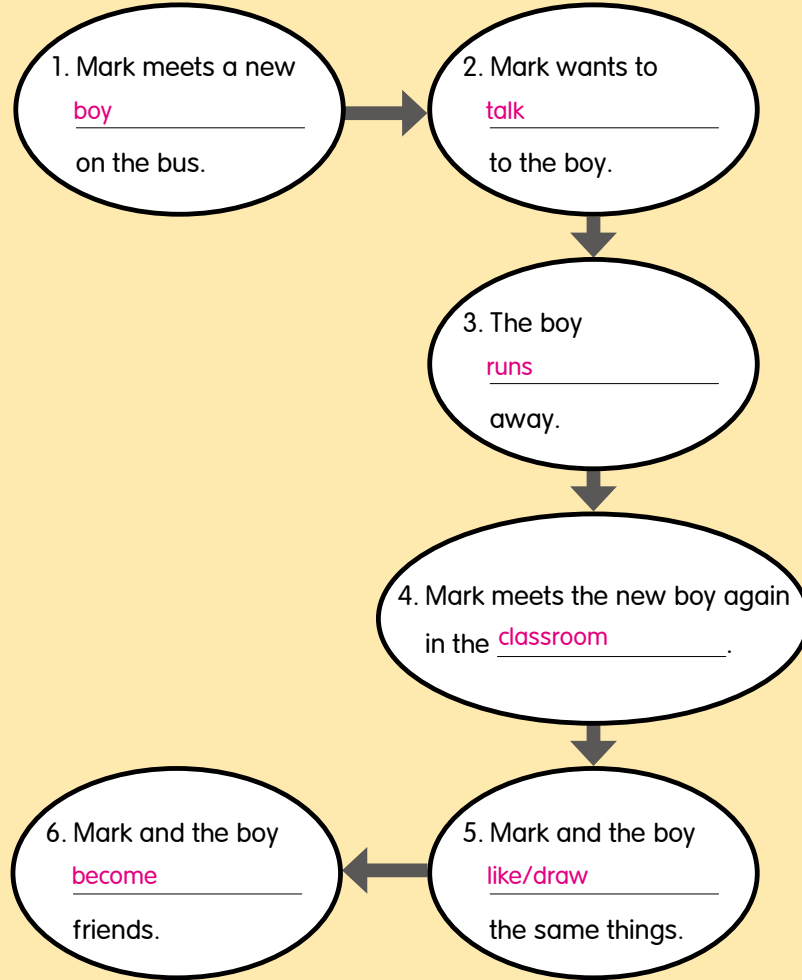 1. Mark meets a new
boy
on the bus.
2. Mark wants to
talk
to the boy.
3. The boy
runs
away.
4. Mark meets the new boy again
in the classroom.
5. Mark and the boy
like/draw
the same things.
6. Mark and the boy
become
friends.